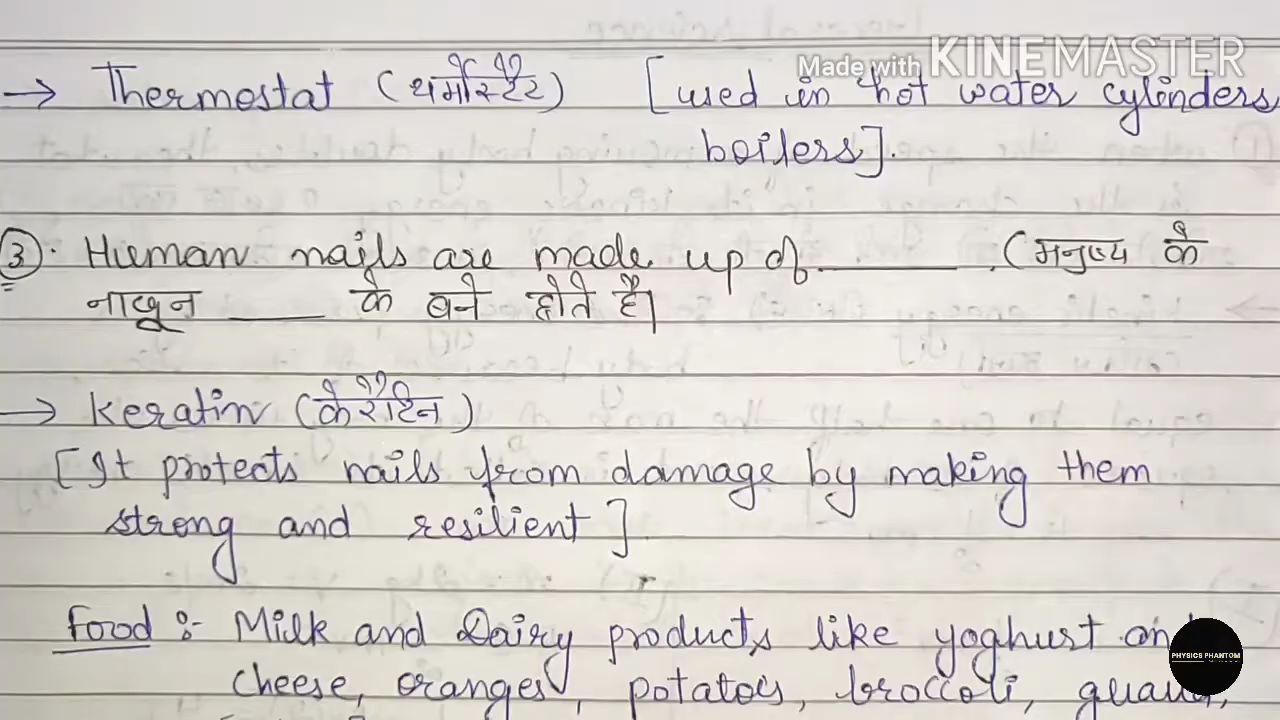 Made with KINEMASTER
→ Thermostat (थर्मोस्टेट) [used in hot water cylinders
boilers].
③. Human nails are made up of ______. (मनुष्य के
नाखून ____ के बने होते है।
→ Keratin (केराटिन)
[It protects nails from damage by making them
strong and resilient]
Food :- Milk and Dairy products like yoghurt and
cheese, oranges, potatoes, broccoli, guava,
PHYSICS PHANTOM